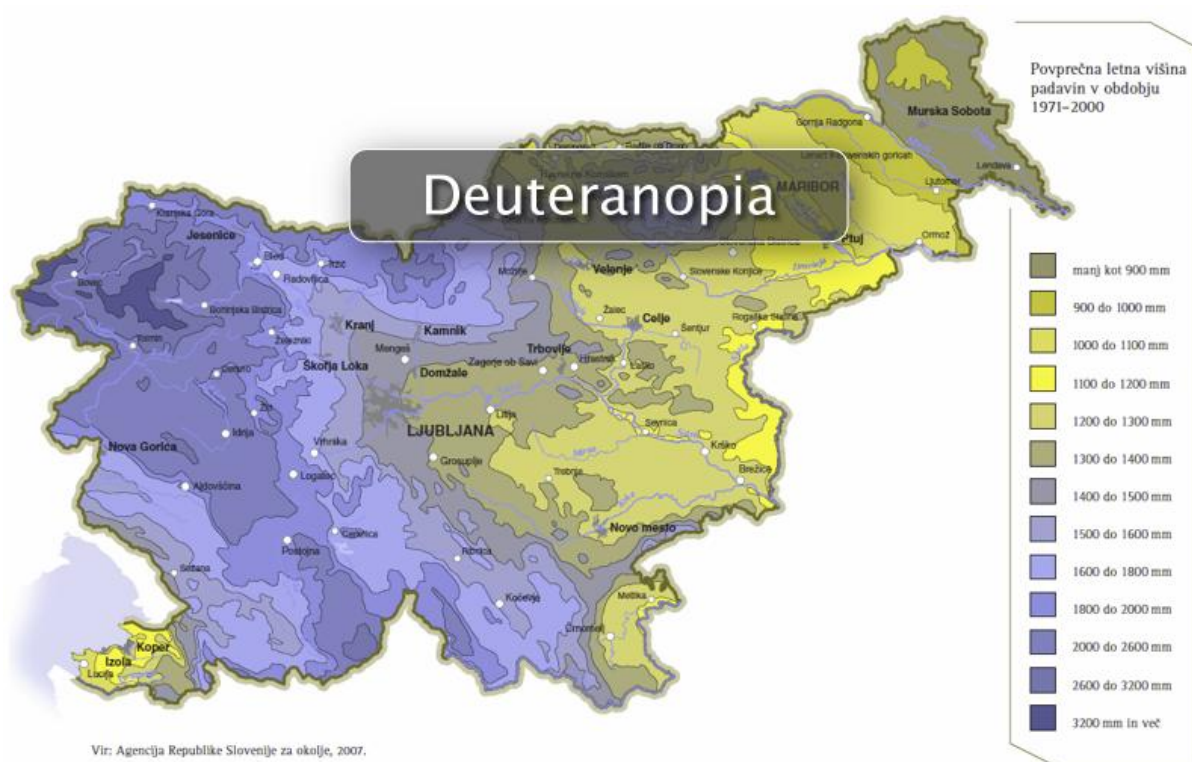 Povprečna letna višina
padavin v obdobju
1971–2000
Murska Sobota
Gornja Radgona
Lendava
Ljutomer
MARIBOR
Deuteranopia
Kranjska Gora
Jesenice
Ptuj
Ormož
Bled
Tržič
Radovljica
Bovec
Velenje
Slovenske Konjice
Mozirje
Bohinjska Bistrica
Žalec
Celje
Rogaška Slatina
Kranj
Kamnik
Šentjur
Železniki
Tolmin
Mengeš
Trbovlje
Zagorje ob Savi
Hrastnik
Laško
Škofja Loka
Domžale
Cerkno
Žiri
Litija
LJUBLJANA
Sevnica
Idrija
Nova Gorica
Vrhnika
Grosuplje
Krško
Brežice
Trebnje
Logatec
Ajdovščina
Novo mesto
Cerknica
Postojna
Ribnica
Sežana
Kočevje
Metlika
Črnomelj
Koper
Izola
Lucija
manj kot 900 mm
900 do 1000 mm
1000 do 1100 mm
1100 do 1200 mm
1200 do 1300 mm
1300 do 1400 mm
1400 do 1500 mm
1500 do 1600 mm
1600 do 1800 mm
1800 do 2000 mm
2000 do 2600 mm
2600 do 3200 mm
3200 mm in več
Vir: Agencija Republike Slovenije za okolje, 2007.